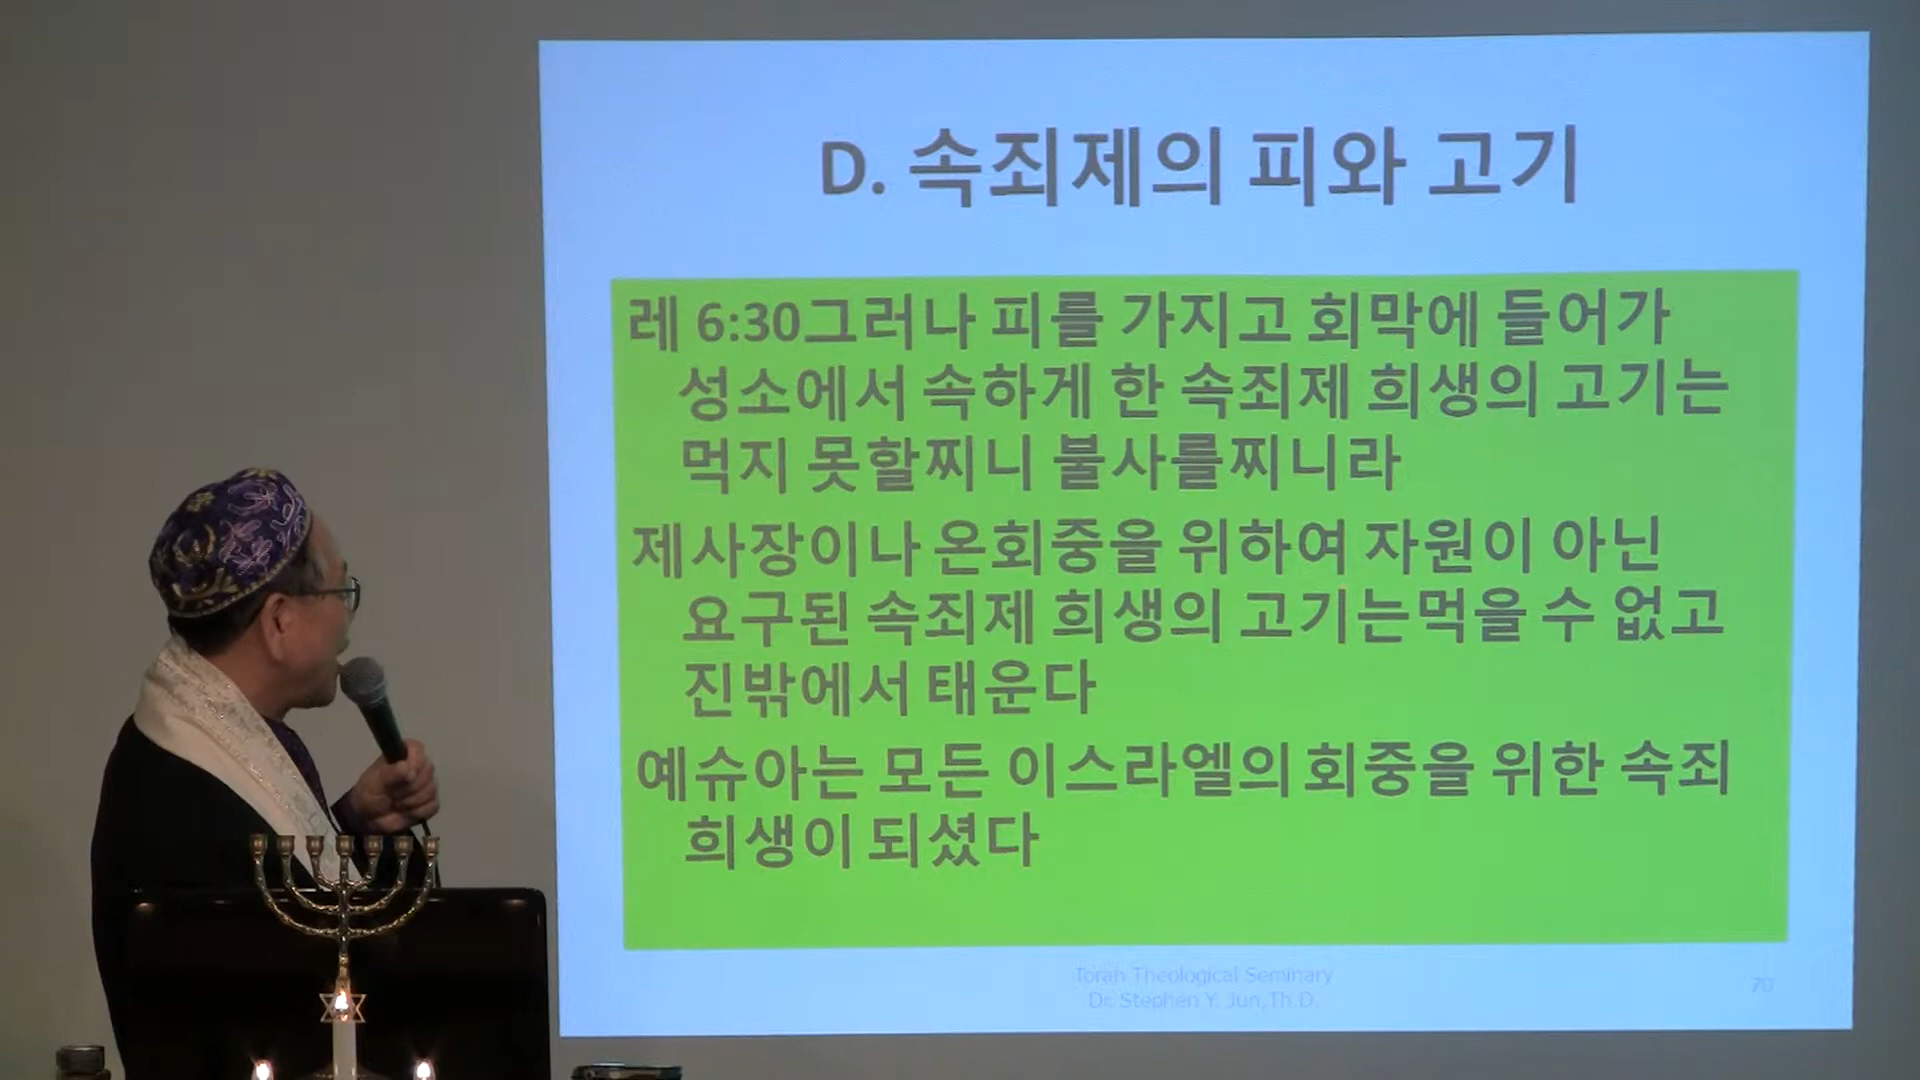 D. 속죄제의 피와 고기
레 6:30그러나 피를 가지고 회막에 들어가
성소에서 속하게 한 속죄제 희생의 고기는
먹지 못할찌니 불사를찌니라
제사장이나 온회중을 위하여 자원이 아닌
요구된 속죄제 희생의 고기는먹을 수 없고
진밖에서 태운다
예슈아는 모든 이스라엘의 회중을 위한 속죄
희생이 되셨다
Torah Theological Seminary
Dr. Stephen Y. Jun,Th.D.
70